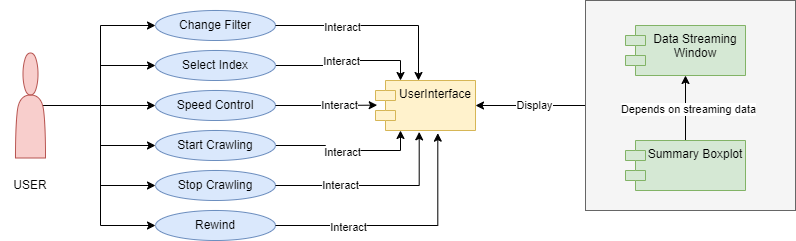 Change Filter
Interact
Select Index
Interact
Speed Control
Interact
Start Crawling
Interact
Stop Crawling
Interact
Rewind
Interact
USER
UserInterface
Display
Data Streaming
Window
Depends on streaming data
Summary Boxplot